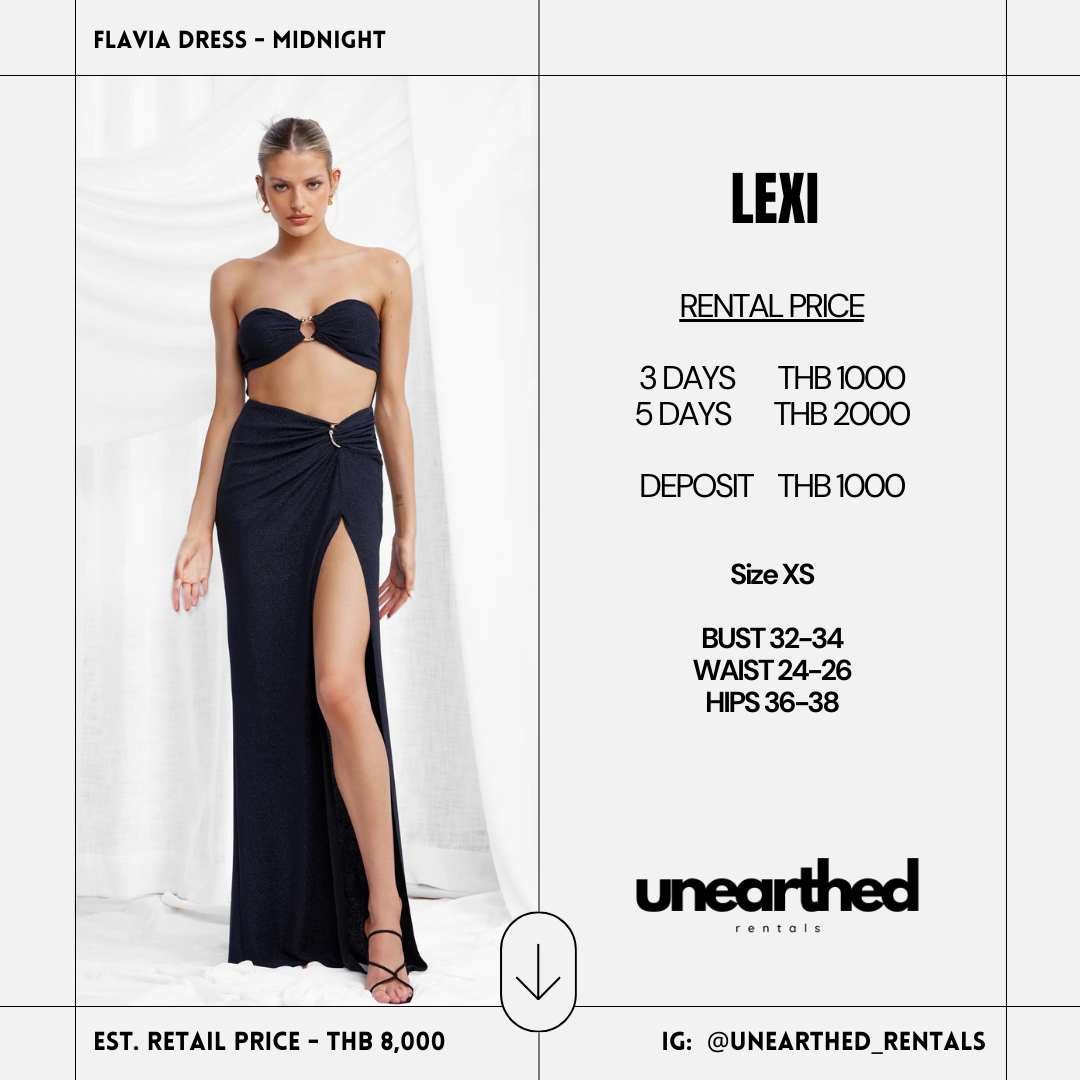 FLAVIA DRESS - MIDNIGHT
LEXI
RENTAL PRICE
3 DAYS THB 1000
5 DAYS THB 2000
DEPOSIT THB 1000
Size XS
BUST 32-34
WAIST 24-26
HIPS 36-38
unearthed
rentals
EST. RETAIL PRICE - THB 8,000
IG: @UNEARTHED_RENTALS